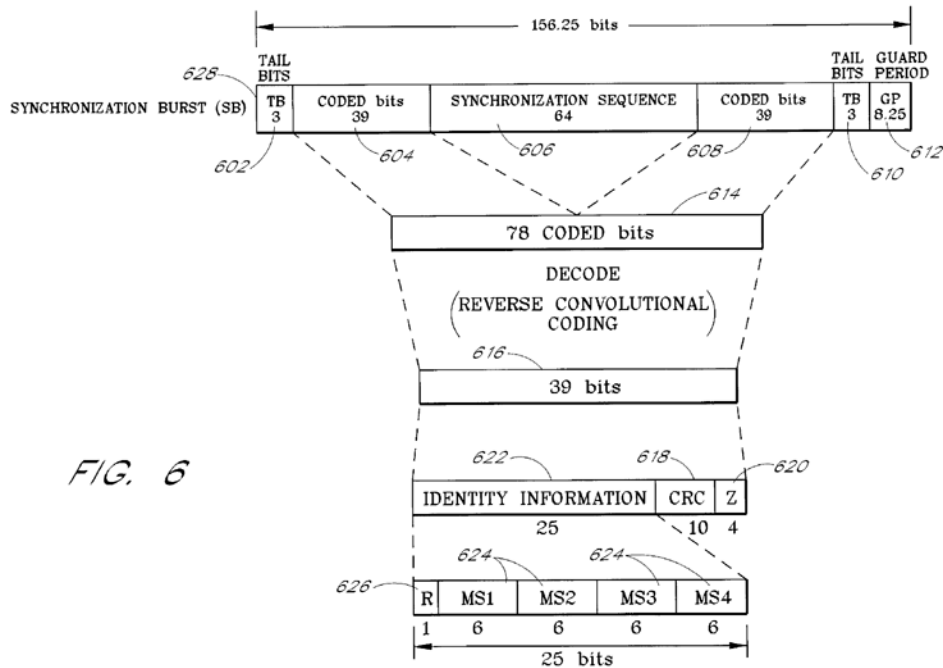 156.25 bits
TAIL BITS
TAIL BITS
GUARD PERIOD
628
SYNCHRONIZATION BURST (SB)
TB 3
CODED bits 39
SYNCHRONIZATION SEQUENCE 64
CODED bits 39
TB 3
GP 8.25
602
604
606
608
610
612
614
78 CODED bits
DECODE
(REVERSE CONVOLUTIONAL
CODING)
616
39 bits
FIG. 6
622
618
620
IDENTITY INFORMATION
CRC
Z
25
10
4
624
624
626
R
MS1
MS2
MS3
MS4
1
6
6
6
6
25 bits